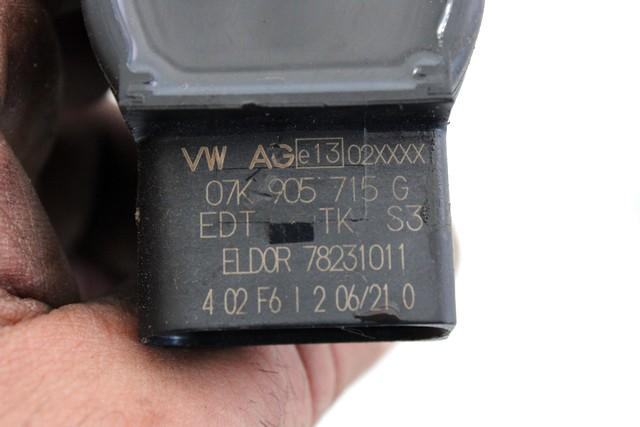 VW AG e13 02XXXX
07K 905 715 G
EDT TK S3
ELDOR 78231011
4 02 F6 I 2 06/21 0